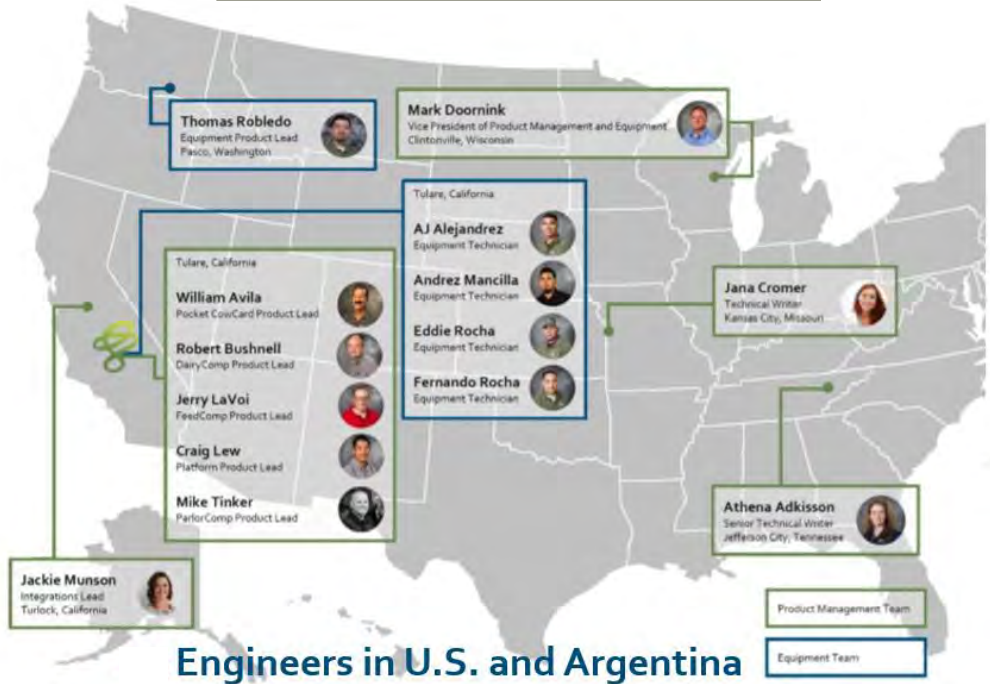 Thomas Robledo
Equipment Product Lead
Pasco, Washington
Mark Doornink
Vice President of Product Management and Equipment
Clintonville, Wisconsin
Tulare, California
AJ Alejandrez
Equipment Technician
Andrez Mancilla
Equipment Technician
Eddie Rocha
Equipment Technician
Fernando Rocha
Equipment Technician
Tulare, California
William Avila
Pocket CowCard Product Lead
Robert Bushnell
DairyComp Product Lead
Jerry LaVoi
FeedComp Product Lead
Craig Lew
Platform Product Lead
Mike Tinker
ParlorComp Product Lead
Jana Cromer
Technical Writer
Kansas City, Missouri
Athena Adkisson
Senior Technical Writer
Jefferson City, Tennessee
Jackie Munson
Integrations Lead
Turlock, California
Product Management Team
Equipment Team
Engineers in U.S. and Argentina